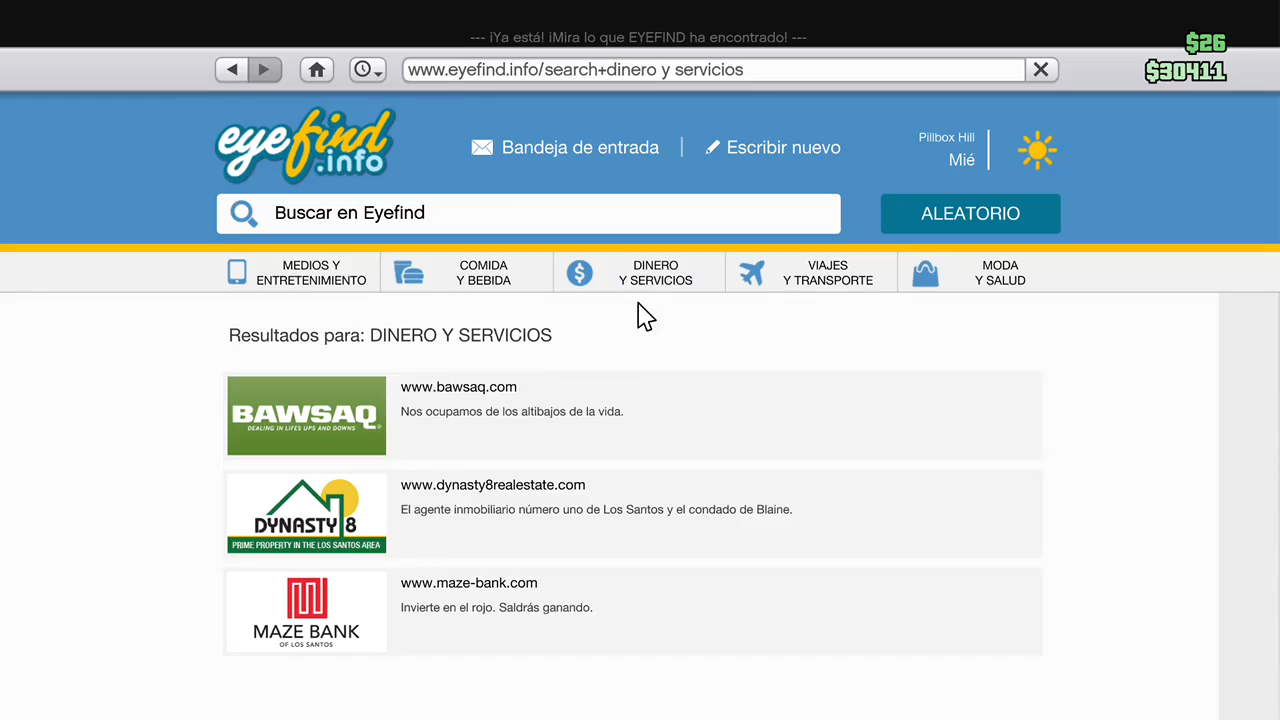 --- ¡Ya está! ¡Mira lo que EYEFIND ha encontrado! ---
$26
$30411
www.eyefind.info/search+dinero y servicios
eyefind
.info
Bandeja de entrada
Escribir nuevo
Pillbox Hill
Mié
Buscar en Eyefind
ALEATORIO
MEDIOS Y
ENTRETENIMIENTO
COMIDA
Y BEBIDA
DINERO
Y SERVICIOS
VIAJES
Y TRANSPORTE
MODA
Y SALUD
Resultados para: DINERO Y SERVICIOS
BAWSAQ
DEALING IN LIFES UPS AND DOWNS
www.bawsaq.com
Nos ocupamos de los altibajos de la vida.
DYNASTY 8
PRIME PROPERTY IN THE LOS SANTOS AREA
www.dynasty8realestate.com
El agente inmobiliario número uno de Los Santos y el condado de Blaine.
MAZE BANK
OF LOS SANTOS
www.maze-bank.com
Invierte en el rojo. Saldrás ganando.